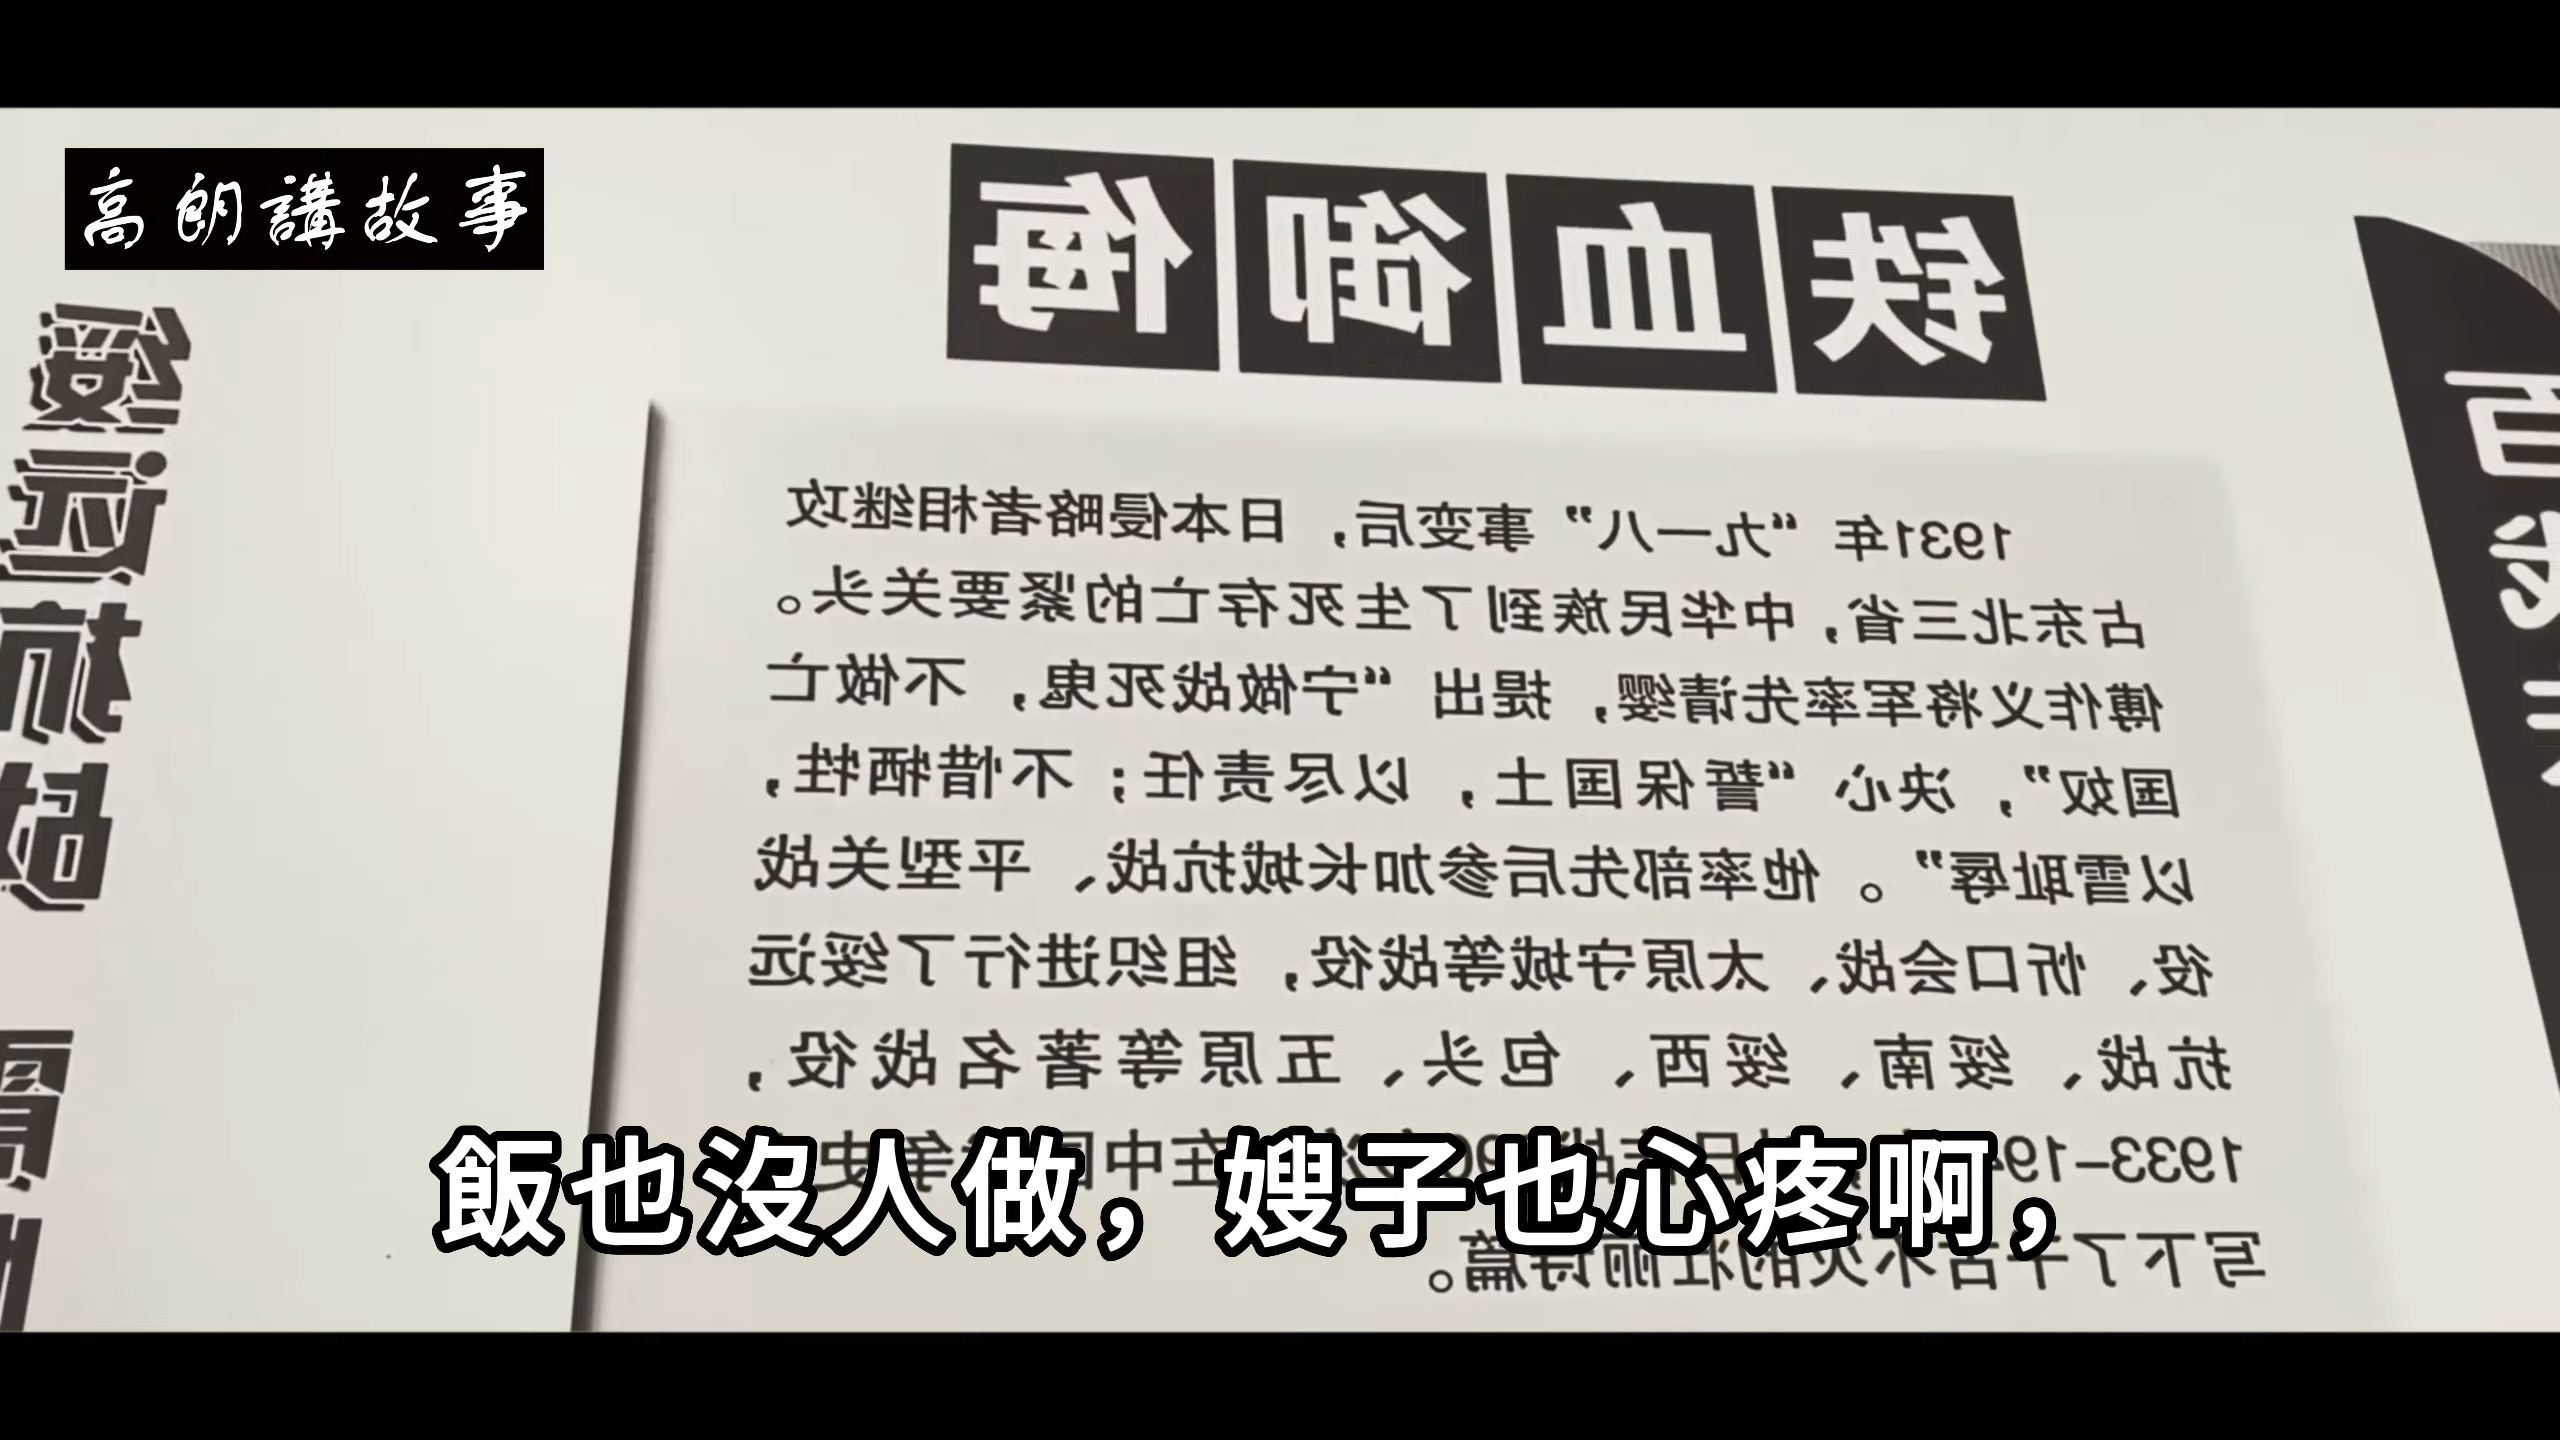 高朗講故事
铁血御侮
1931年“九一八”事变后，日本侵略者相继攻
占东北三省，中华民族到了生死存亡的紧要关头。
傅作义将军率先请缨，提出“宁做战死鬼，不做亡
国奴”，决心“誓保国土，以尽责任；不惜牺牲，
以雪耻辱”。他率部先后参加长城抗战、平型关战
役、忻口会战、太原守城等战役，组织进行了绥远
抗战、绥南、绥西、包头、五原等著名战役，
1933-19
写下了千古不灭的壮丽诗篇。
飯也沒人做，嫂子也心疼啊，
绥远抗战
百战